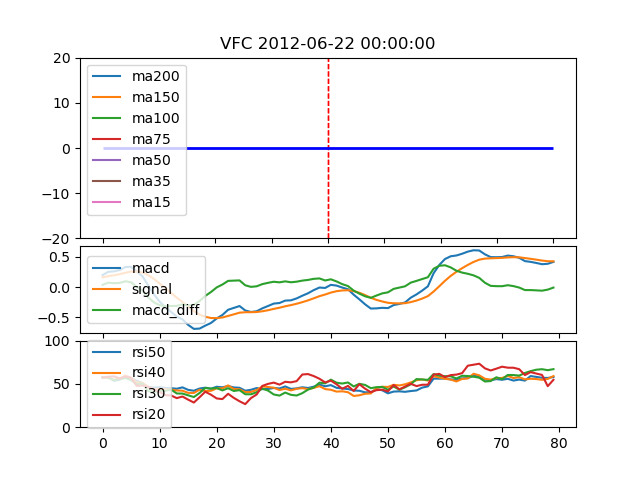 VFC 2012-06-22 00:00:00
20
10
0
−10
−20
ma200
ma150
ma100
ma75
ma50
ma35
ma15
0.5
0.0
−0.5
macd
signal
macd_diff
100
50
0
rsi50
rsi40
rsi30
rsi20
0 10 20 30 40 50 60 70 80